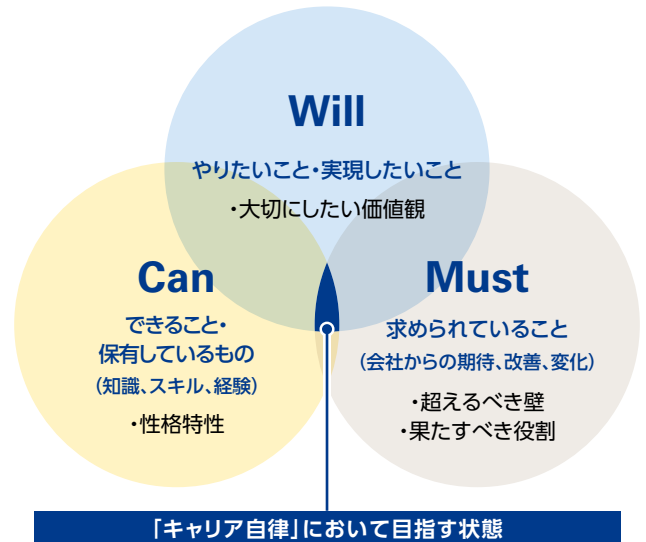 Will
やりたいこと・実現したいこと
・大切にしたい価値観
Can
できること・
保有しているもの
（知識、スキル、経験）
・性格特性
Must
求められていること
（会社からの期待、改善、変化）
・超えるべき壁
・果たすべき役割
「キャリア自律」において目指す状態